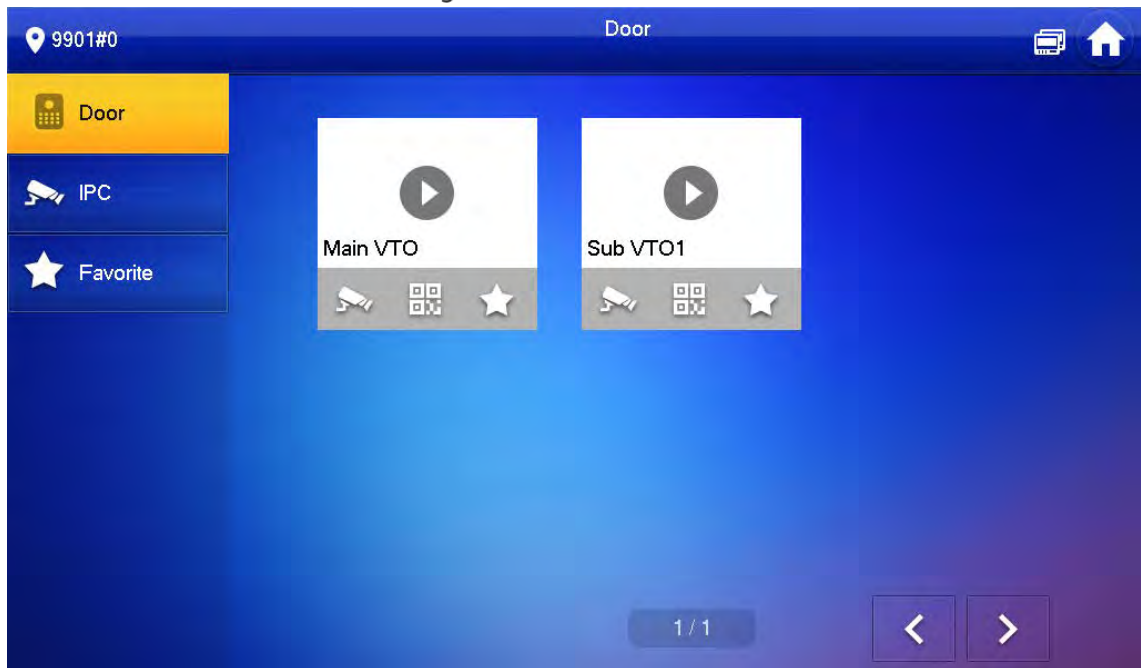 9901#0
Door
Door
IPC
Favorite
Main VTO
Sub VTO1
1/1